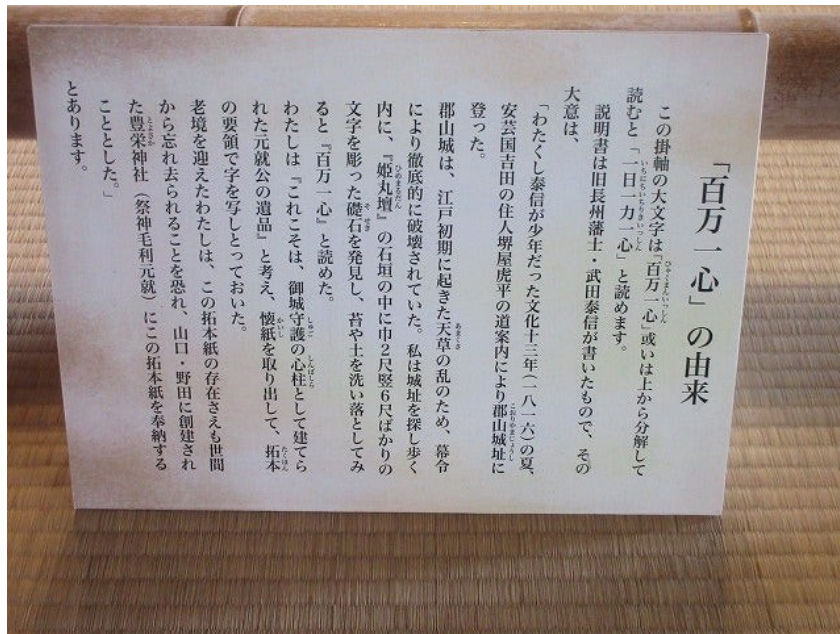 「百万一心」の由来
この掛軸の大文字は「百万一心」或いは上から分解して
読むと「一日一力一心」と読めます。
説明書は旧長州藩士・武田泰信が書いたもので、その
大意は、
「わたくし泰信が少年だった文化十三年(一八一六)の夏、
安芸国吉田の住人堺屋虎平の道案内により郡山城址に
登った。
郡山城は、江戸初期に起きた天草の乱のため、幕令
により徹底的に破壊されていた。私は城址を探し歩く
内に、『姫丸壇』の石垣の中に巾2尺竪6尺ばかりの
文字を彫った礎石を発見し、苔や土を洗い落としてみ
ると『百万一心』と読めた。
わたしは『これこそは、御城守護の心柱として建てら
れた元就公の遺品』と考え、懐紙を取り出して、拓本
の要領で字を写しとっておいた。
老境を迎えたわたしは、この拓本紙の存在さえも世間
から忘れ去られることを恐れ、山口・野田に創建され
た豊栄神社(祭神毛利元就)にこの拓本紙を奉納する
こととした。」
とあります。